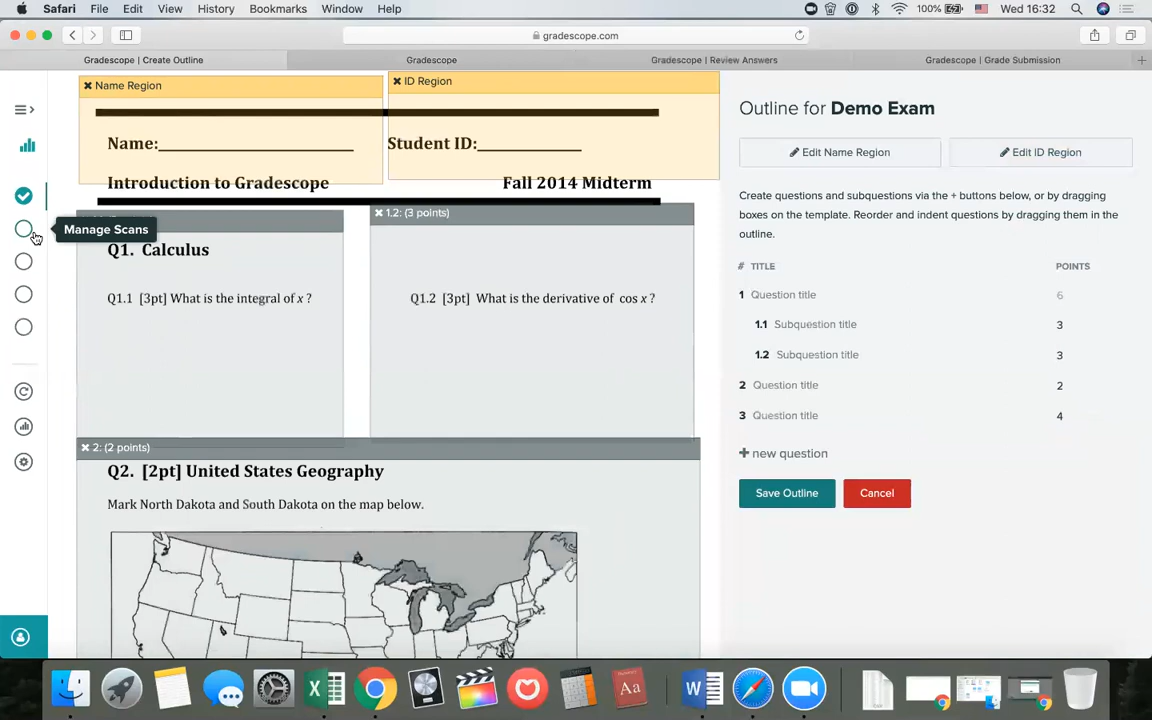 Safari File Edit View History Bookmarks Window Help 100% Wed 16:32
gradescope.com
Gradescope | Create Outline Gradescope Gradescope | Review Answers Gradescope | Grade Submission
Name Region ID Region
Name: Student ID:
Introduction to Gradescope Fall 2014 Midterm
Manage Scans
1.2: (3 points)
Q1. Calculus
Q1.1 [3pt] What is the integral of x ? Q1.2 [3pt] What is the derivative of cos x ?
2: (2 points)
Q2. [2pt] United States Geography
Mark North Dakota and South Dakota on the map below.
Outline for Demo Exam
Edit Name Region Edit ID Region
Create questions and subquestions via the + buttons below, or by dragging
boxes on the template. Reorder and indent questions by dragging them in the
outline.
# TITLE POINTS
1 Question title 6
1.1 Subquestion title 3
1.2 Subquestion title 3
2 Question title 2
3 Question title 4
+ new question
Save Outline Cancel
Aa